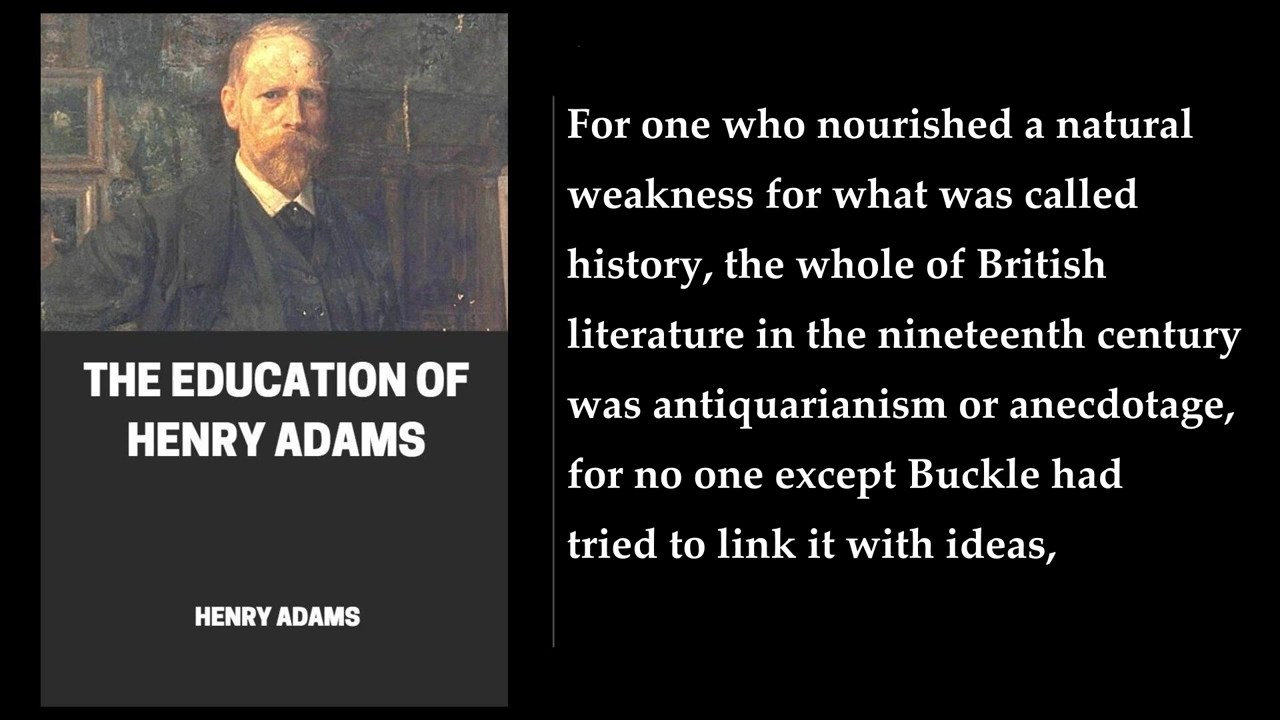 THE EDUCATION OF
HENRY ADAMS
HENRY ADAMS
For one who nourished a natural
weakness for what was called
history, the whole of British
literature in the nineteenth century
was antiquarianism or anecdotage,
for no one except Buckle had
tried to link it with ideas,